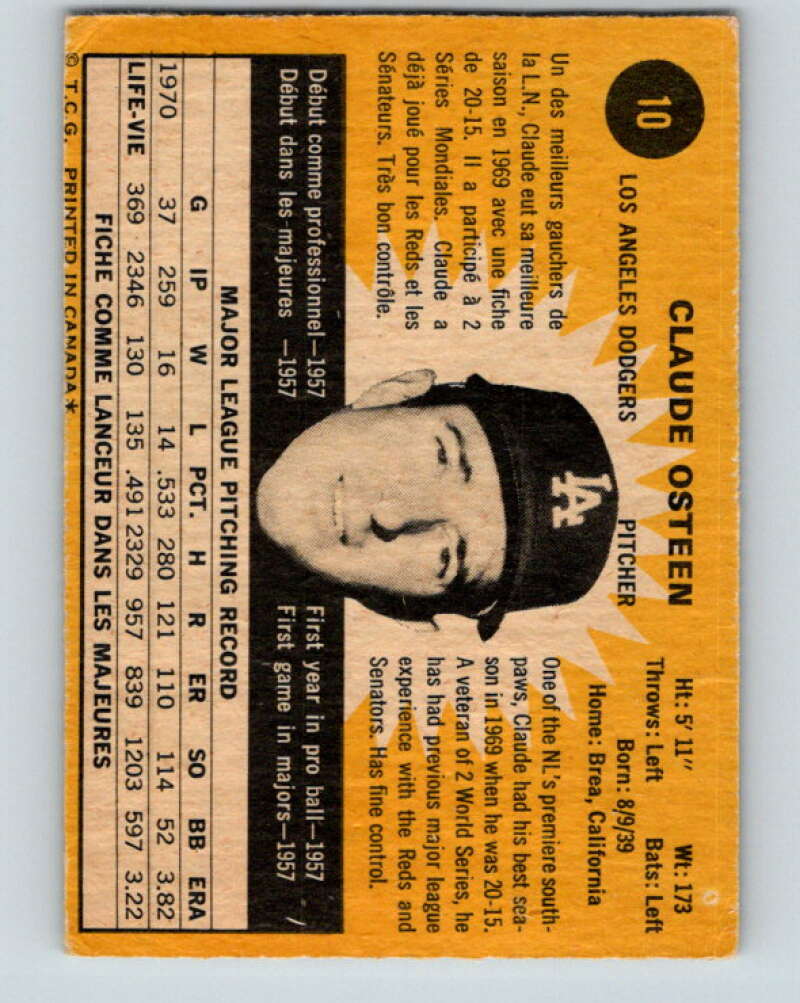 10
CLAUDE OSTEEN
LOS ANGELES DODGERS PITCHER
Ht: 5' 11" Wt: 173
Throws: Left Bats: Left
Born: 8/9/39
Home: Brea, California
Un des meilleurs gauchers de
la L.N., Claude eut sa meilleure
saison en 1969 avec une fiche
de 20-15. Il a participé à 2
Séries Mondiales. Claude a
déjà joué pour les Reds et les
Sénateurs. Très bon contrôle.
LA
One of the NL's premiere south-
paws, Claude had his best sea-
son in 1969 when he was 20-15.
A veteran of 2 World Series, he
has had previous major league
experience with the Reds and
Senators. Has fine control.
Début comme professionnel—1957
Début dans les majeures —1957
First year in pro ball—1957
First game in majors—1957
MAJOR LEAGUE PITCHING RECORD
G IP W L PCT. H R ER SO BB ERA
1970 37 259 16 14 .533 280 121 110 114 52 3.82
LIFE-VIE 369 2346 130 135 .491 2329 957 839 1203 597 3.22
FICHE COMME LANCEUR DANS LES MAJEURES
© T.C.G. PRINTED IN CANADA*